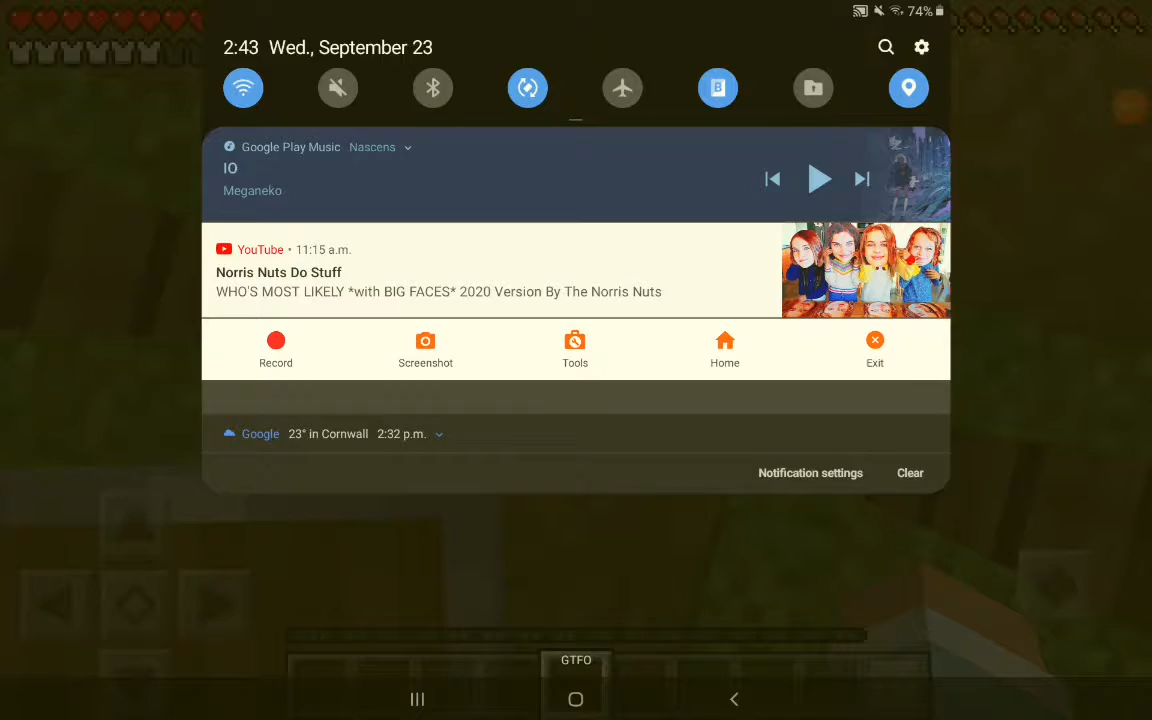 74%
2:43 Wed., September 23
Google Play Music Nascens
IO
Meganeko
YouTube • 11:15 a.m.
Norris Nuts Do Stuff
WHO'S MOST LIKELY *with BIG FACES* 2020 Version By The Norris Nuts
Record Screenshot Tools Home Exit
Google 23° in Cornwall 2:32 p.m.
Notification settings Clear
GTFO